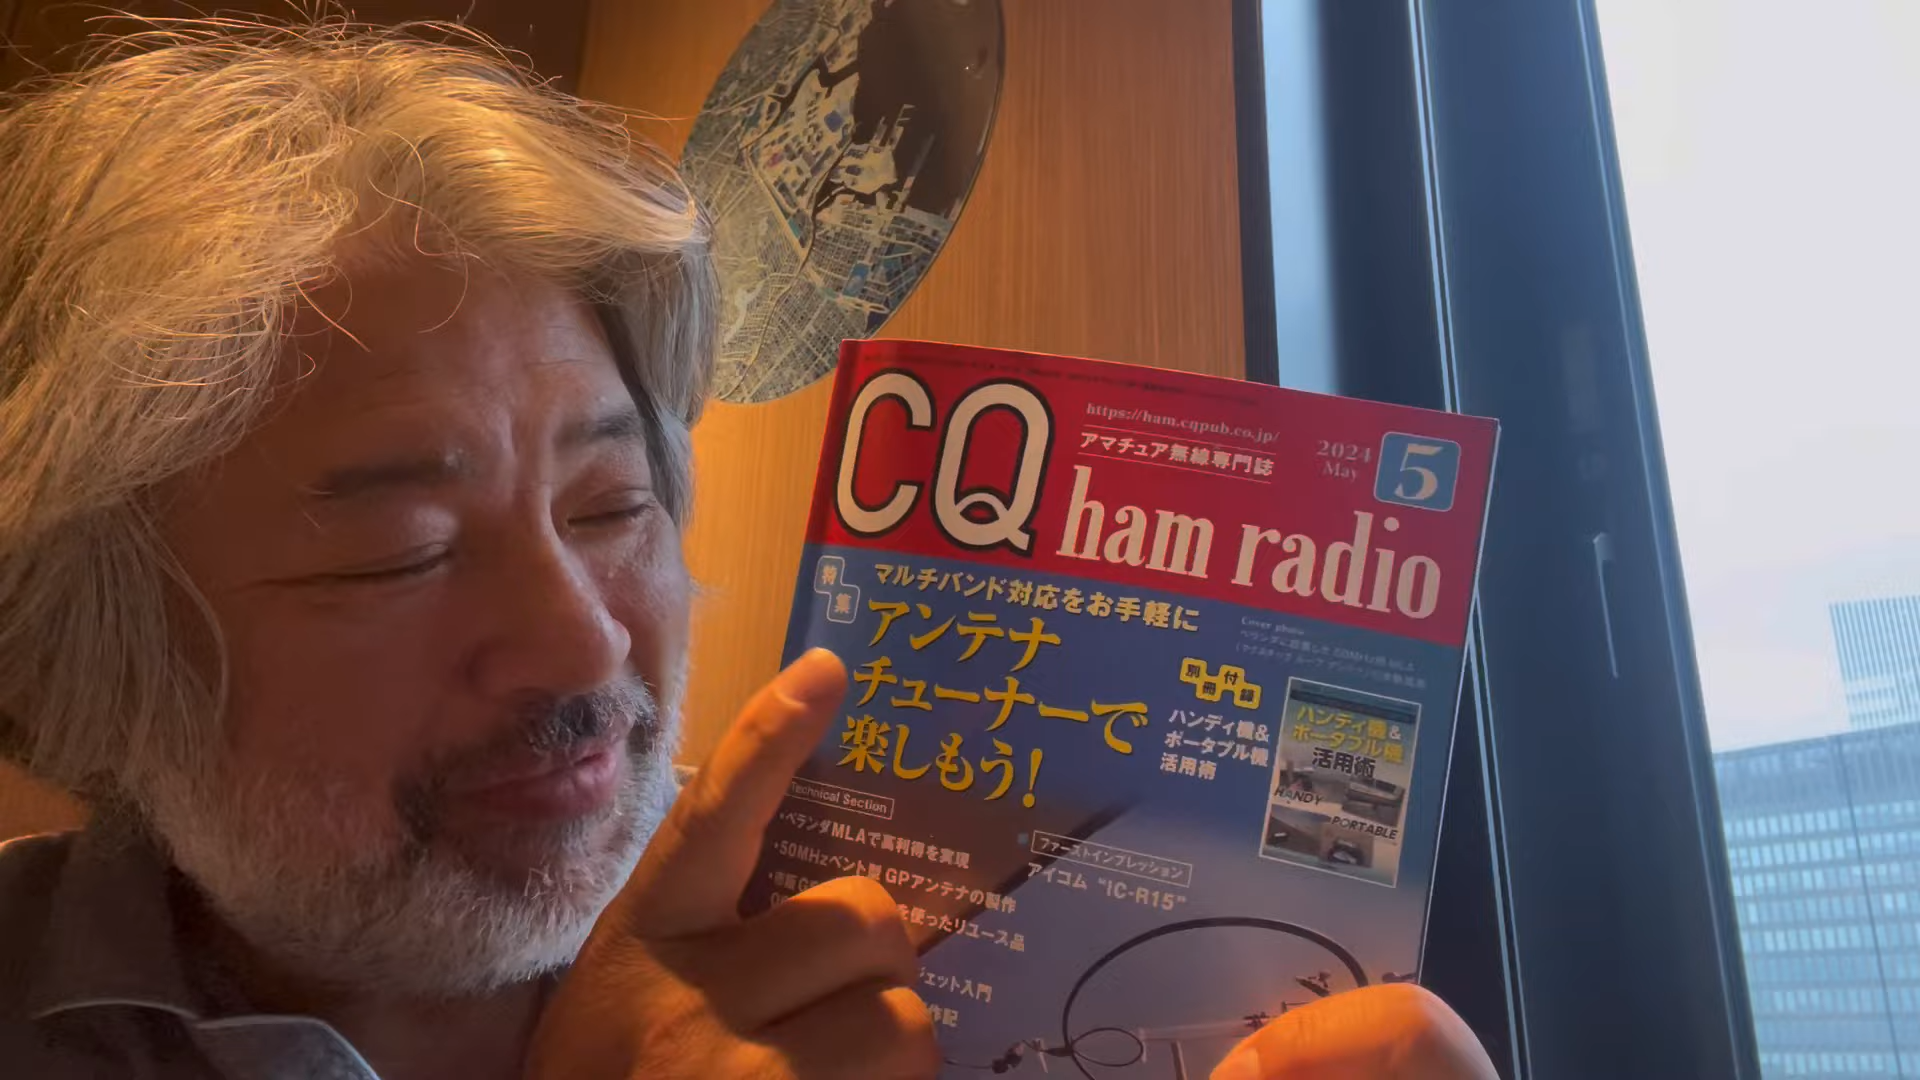 CQ ham radio
https://ham.cqpub.co.jp/
アマチュア無線専門誌
2024
May
5
特集
マルチバンド対応をお手軽に
アンテナ
チューナーで
楽しもう!
Cover photo
別冊付録
ハンディ機&
ポータブル機
活用術
ハンディ機&
ポータブル機
活用術
HANDY
PORTABLE
Technical Section
・ベランダMLAで高利得を実現
・50MHzベント型 GPアンテナの製作
を使ったリユース品
ジェット入門
作記
ファーストインプレッション
アイコム “IC-R15”